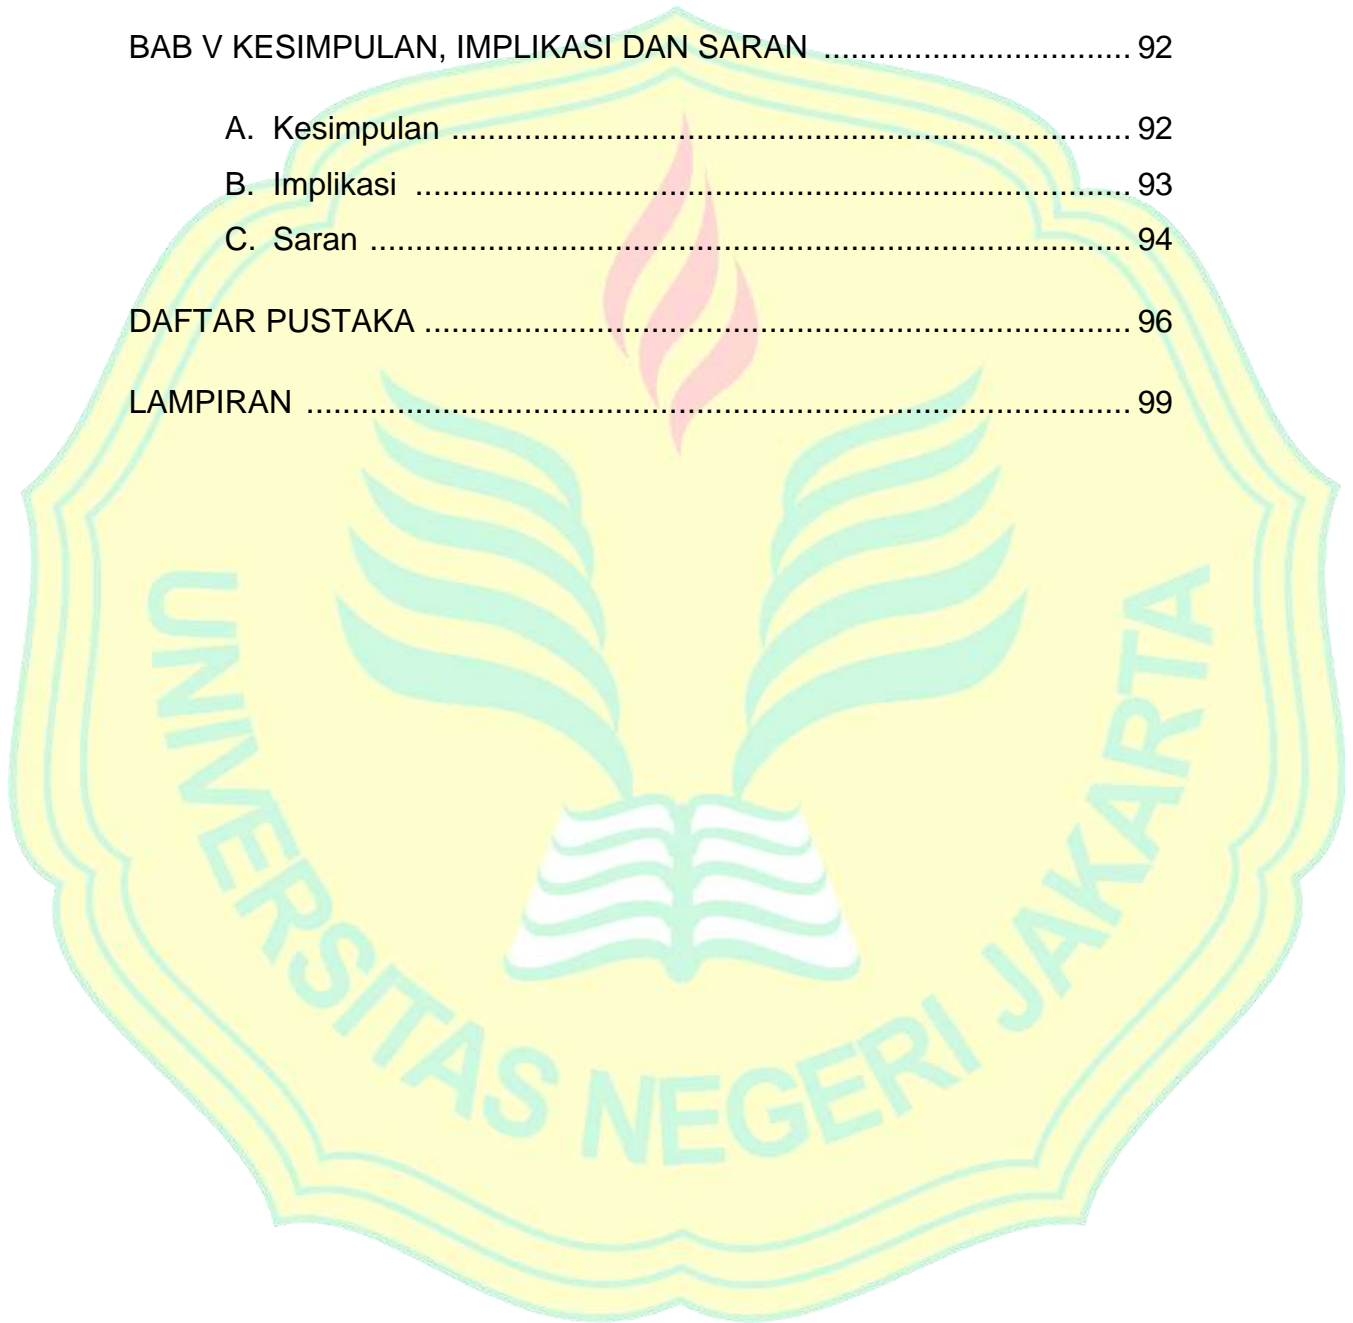 BAB V KESIMPULAN, IMPLIKASI DAN SARAN .................................. 92
A. Kesimpulan ........................................................................... 92
B. Implikasi ............................................................................... 93
C. Saran .................................................................................... 94
DAFTAR PUSTAKA .............................................................................. 96
LAMPIRAN ........................................................................................... 99
UNIVERSITAS NEGERI JAKARTA